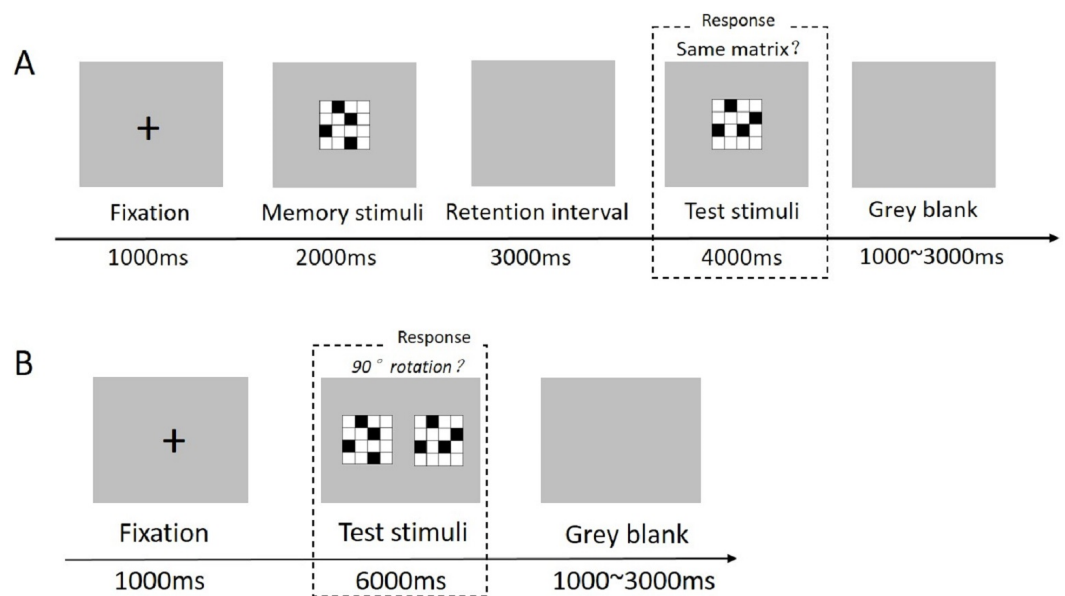 Response
A
Same matrix?
+
Fixation
Memory stimuli
Retention interval
Test stimuli
Grey blank
1000ms
2000ms
3000ms
4000ms
1000~3000ms
Response
B
90° rotation?
+
Fixation
Test stimuli
Grey blank
1000ms
6000ms
1000~3000ms